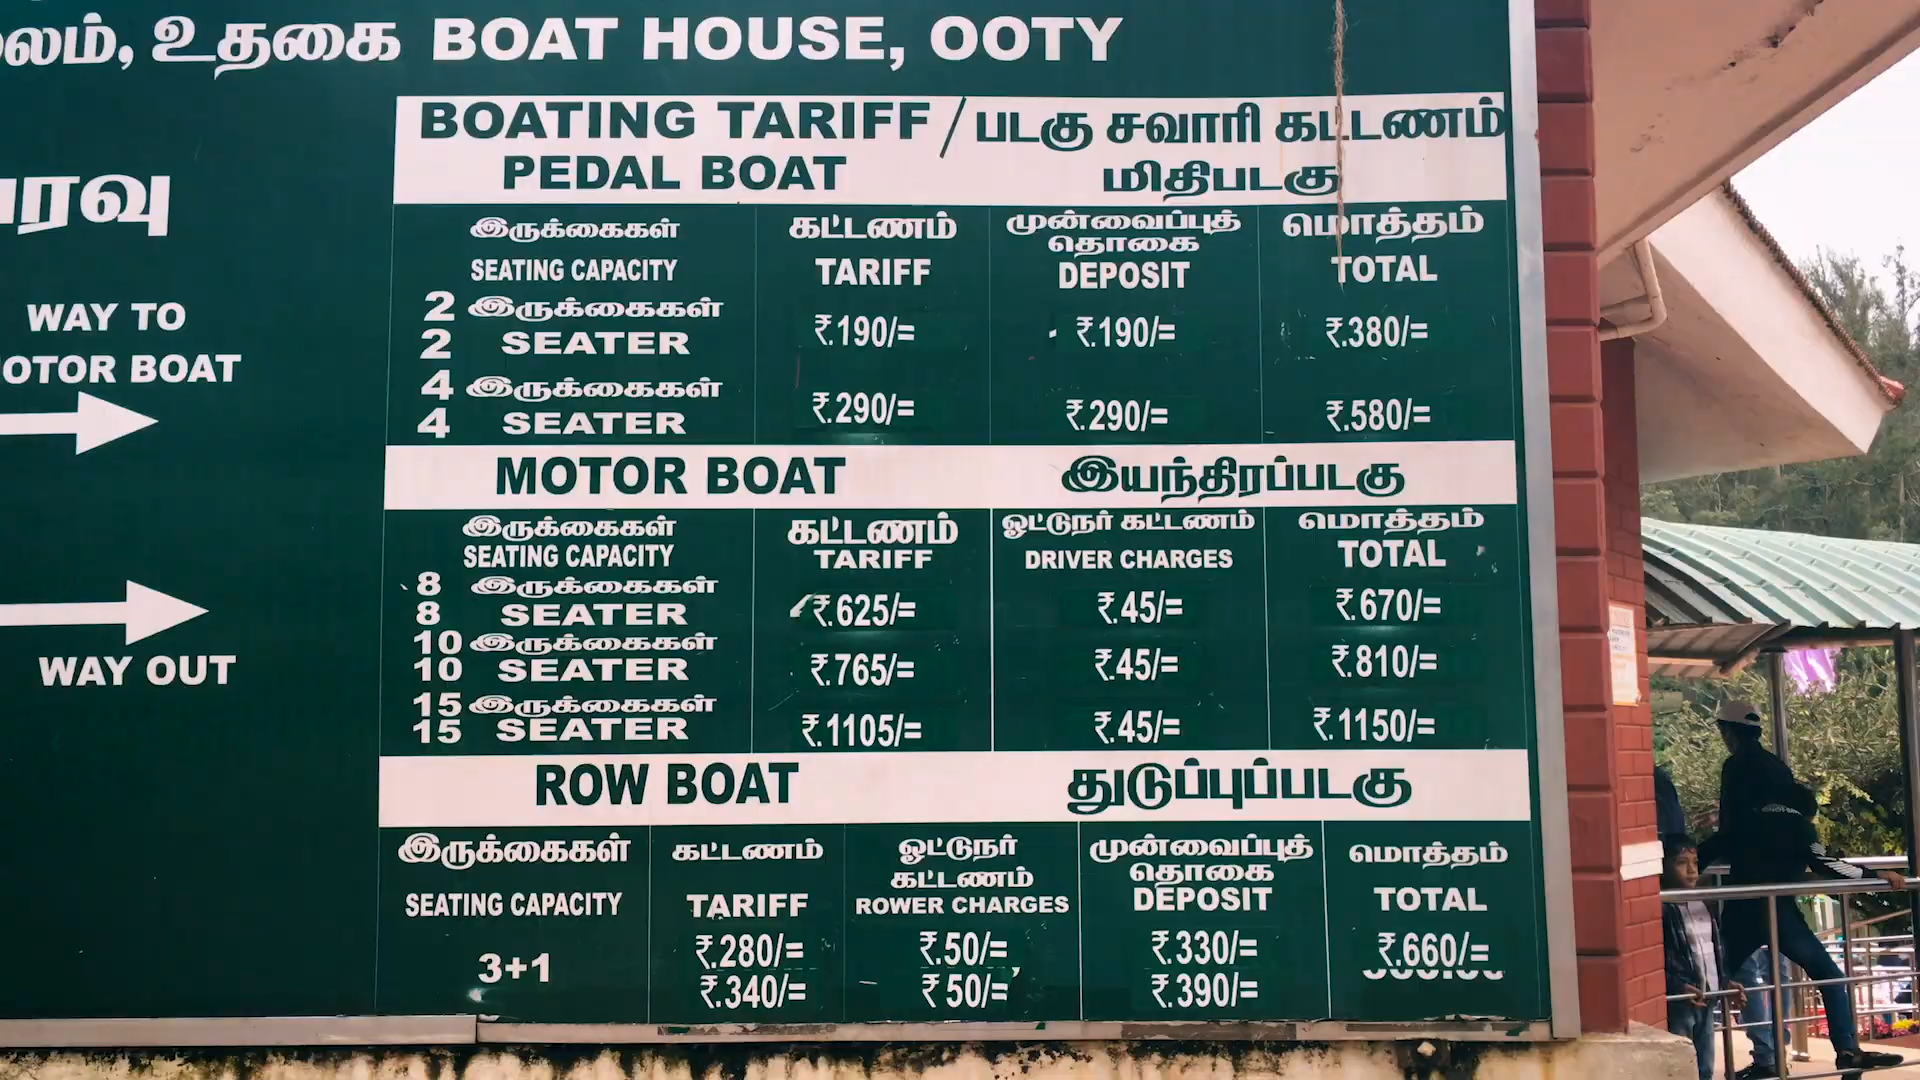 உதகை BOAT HOUSE, OOTY
BOATING TARIFF / படகு சவாரி கட்டணம்
PEDAL BOAT மிதிபடகு
இருக்கைகள் கட்டணம் முன்வைப்புத் தொகை மொத்தம்
SEATING CAPACITY TARIFF DEPOSIT TOTAL
2 இருக்கைகள்
2 SEATER ₹.190/= ₹.190/= ₹.380/=
4 இருக்கைகள்
4 SEATER ₹.290/= ₹.290/= ₹.580/=
WAY TO
MOTOR BOAT
MOTOR BOAT இயந்திரப்படகு
இருக்கைகள் கட்டணம் ஓட்டுநர் கட்டணம் மொத்தம்
SEATING CAPACITY TARIFF DRIVER CHARGES TOTAL
8 இருக்கைகள்
8 SEATER ₹.625/= ₹.45/= ₹.670/=
10 இருக்கைகள்
10 SEATER ₹.765/= ₹.45/= ₹.810/=
15 இருக்கைகள்
15 SEATER ₹.1105/= ₹.45/= ₹.1150/=
WAY OUT
ROW BOAT துடுப்புப்படகு
இருக்கைகள் கட்டணம் ஓட்டுநர் கட்டணம் முன்வைப்புத் தொகை மொத்தம்
SEATING CAPACITY TARIFF ROWER CHARGES DEPOSIT TOTAL
3+1 ₹.280/= ₹.50/= ₹.330/= ₹.660/=
₹.340/= ₹50/= ₹.390/=